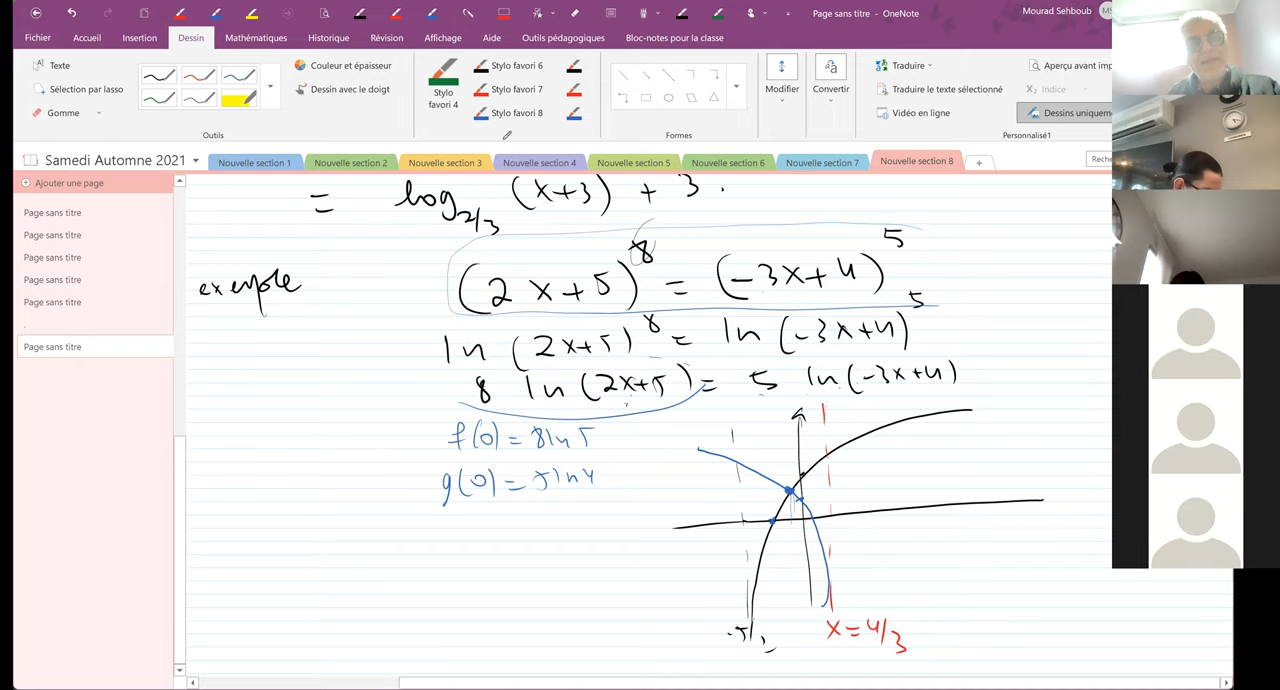 Page sans titre - OneNote
Mourad Sehboub
Fichier Accueil Insertion Dessin Mathématiques Historique Révision Affichage Aide Outils pédagogiques Bloc-notes pour la classe
Texte
Sélection par lasso
Gomme
Outils
Couleur et épaisseur
Dessin avec le doigt
Stylo favori 4
Stylo favori 6
Stylo favori 7
Stylo favori 8
Formes
Modifier
Convertir
Traduire
Traduire le texte sélectionné
Vidéo en ligne
Aperçu avant imp
Indice
Dessins uniqueme
Personnalisé1
Samedi Automne 2021
Nouvelle section 1 Nouvelle section 2 Nouvelle section 3 Nouvelle section 4 Nouvelle section 5 Nouvelle section 6 Nouvelle section 7 Nouvelle section 8
Reche
Ajouter une page
Page sans titre
Page sans titre
Page sans titre
Page sans titre
Page sans titre
.
Page sans titre
= log_{2/3} (x+3) + 3.
exemple (2x+5)^8 = (-3x+4)^5
ln (2x+5)^8 = ln (-3x+4)^5
8 ln (2x+5) = 5 ln (-3x+4)
f(0) = 8 ln 5
g(0) = 5 ln 4
-5/2
x = 4/3